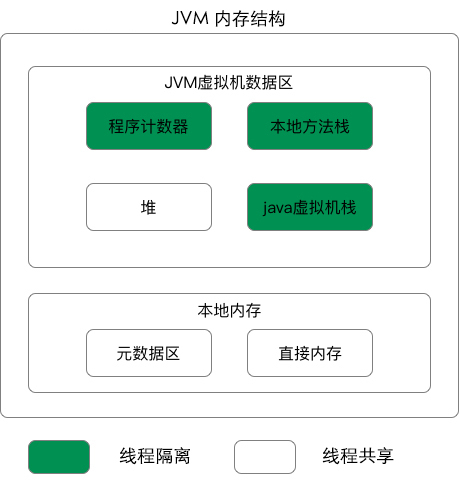 JVM 内存结构
JVM虚拟机数据区
程序计数器
本地方法栈
堆
java虚拟机栈
本地内存
元数据区
直接内存
线程隔离
线程共享